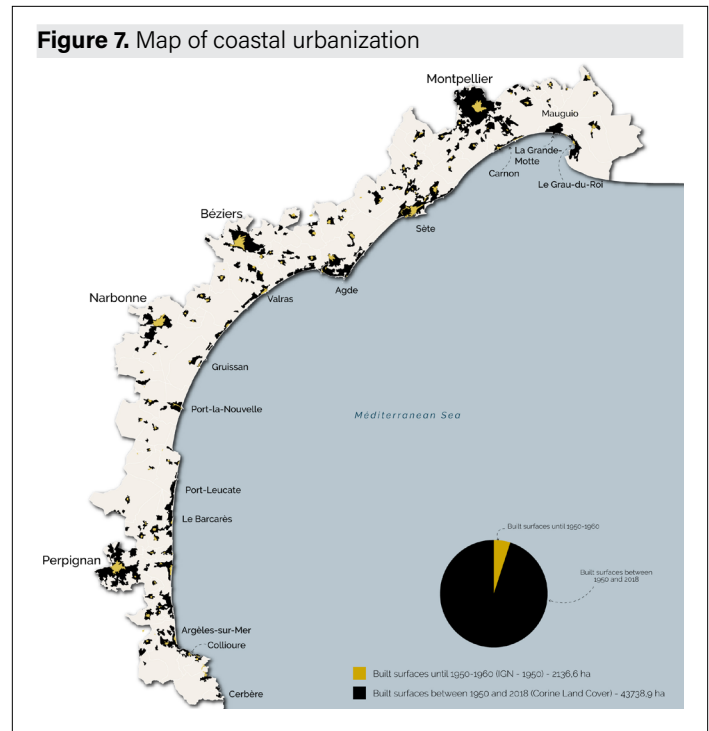 Figure 7. Map of coastal urbanization
Montpellier
Mauguio
La Grande-
Motte
Carnon
Le Grau-du-Roi
Sète
Béziers
Agde
Valras
Narbonne
Gruissan
Port-la-Nouvelle
Méditerranean Sea
Port-Leucate
Le Barcarès
Built surfaces until 1950-1960
Perpignan
Built surfaces between
1950 and 2018
Argèles-sur-Mer
Collioure
Built surfaces until 1950-1960 (IGN - 1950) - 2136,6 ha
Built surfaces between 1950 and 2018 (Corine Land Cover) - 43738,9 ha
Cerbère